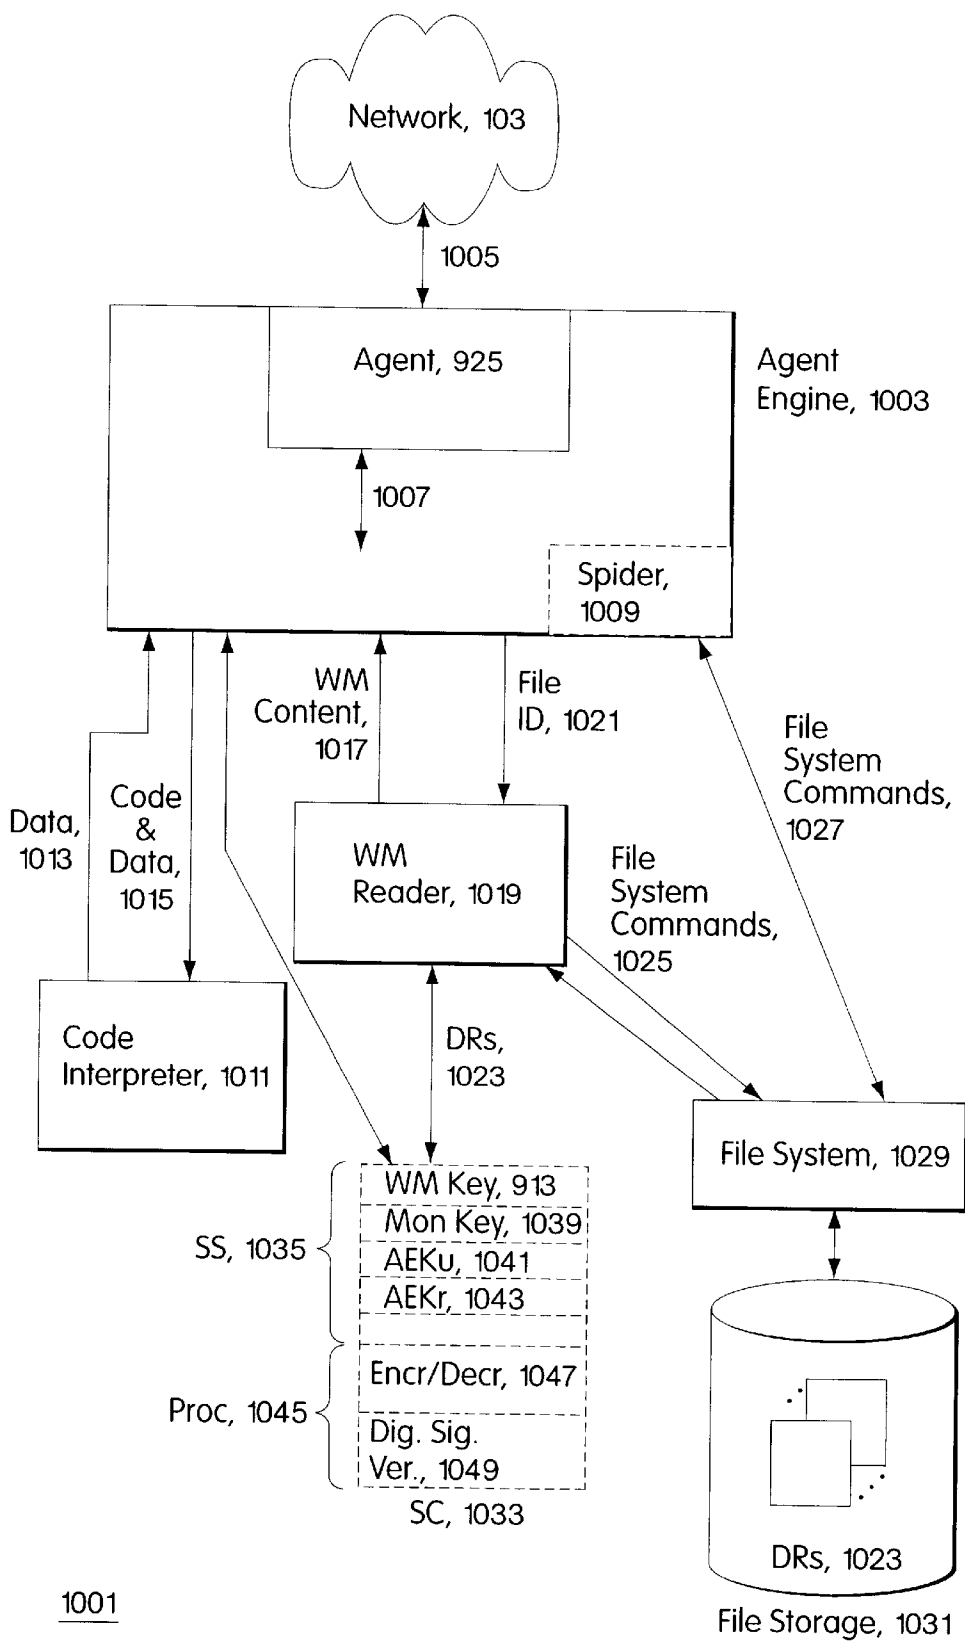 Network, 103
1005
Agent, 925
Agent
Engine, 1003
1007
Spider,
1009
WM
Content,
1017
File
ID, 1021
File
System
Commands,
1027
Data,
1013
Code
&
Data,
1015
WM
Reader, 1019
File
System
Commands,
1025
Code
Interpreter, 1011
DRs,
1023
File System, 1029
SS, 1035
WM Key, 913
Mon Key, 1039
AEKu, 1041
AEKr, 1043
Proc, 1045
Encr/Decr, 1047
Dig. Sig.
Ver., 1049
SC, 1033
DRs, 1023
File Storage, 1031
1001